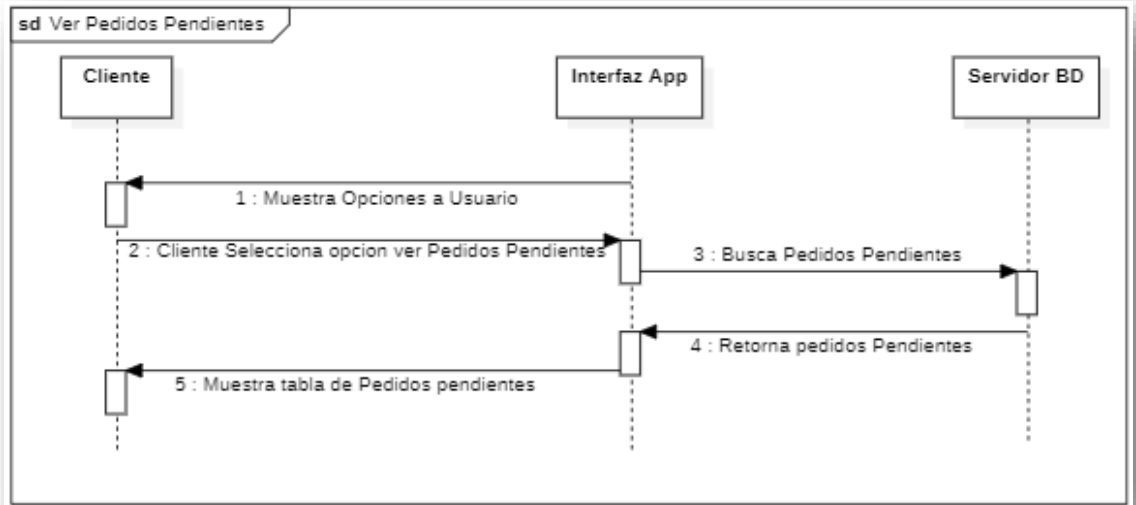 sd Ver Pedidos Pendientes
Cliente
Interfaz App
Servidor BD
1 : Muestra Opciones a Usuario
2 : Cliente Selecciona opcion ver Pedidos Pendientes
3 : Busca Pedidos Pendientes
4 : Retorna pedidos Pendientes
5 : Muestra tabla de Pedidos pendientes